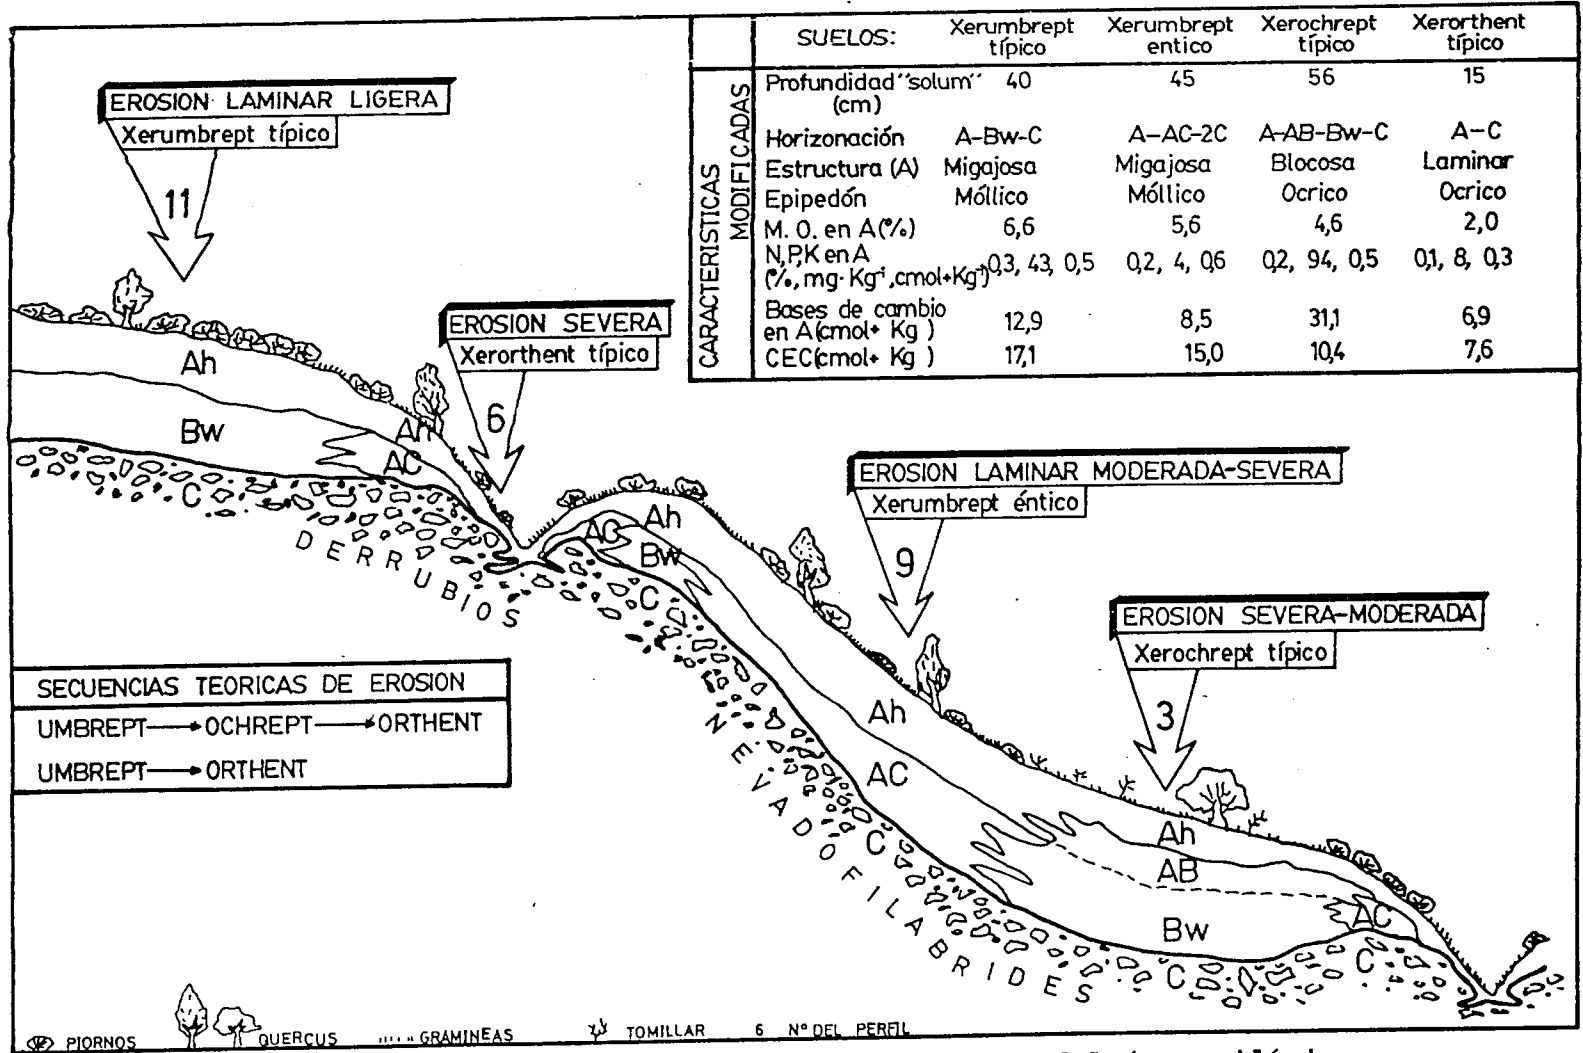 SUELOS: Xerumbrept típico Xerumbrept entico Xerochrept típico Xerorthent típico
CARACTERISTICAS MODIFICADAS
Profundidad "solum" (cm) 40 45 56 15
Horizonación A-Bw-C A-AC-2C A-AB-Bw-C A-C
Estructura (A) Migajosa Migajosa Blocosa Laminar
Epipedón Móllico Móllico Ocrico Ocrico
M. O. en A (%) 6,6 5,6 4,6 2,0
N,P,K en A (%, mg·Kg⁻¹, cmol+Kg⁻¹) 0,3, 43, 0,5 0,2, 4, 0,6 0,2, 94, 0,5 0,1, 8, 0,3
Bases de cambio en A (cmol+ Kg ) 12,9 8,5 31,1 6,9
CEC (cmol+ Kg ) 17,1 15,0 10,4 7,6
EROSION LAMINAR LIGERA
Xerumbrept típico
11
EROSION SEVERA
Xerorthent típico
6
EROSION LAMINAR MODERADA-SEVERA
Xerumbrept éntico
9
EROSION SEVERA-MODERADA
Xerochrept típico
3
Ah
Bw
Ah
AC
C
DERRUBIOS
Ah
AC
Bw
C
Ah
AC
C
NEVADOFILABRIDES
Ah
AB
Bw
AC
C
C
SECUENCIAS TEORICAS DE EROSION
UMBREPT → OCHREPT → ORTHENT
UMBREPT → ORTHENT
PIORNOS QUERCUS GRAMINEAS TOMILLAR 6 Nº DEL PERFIL